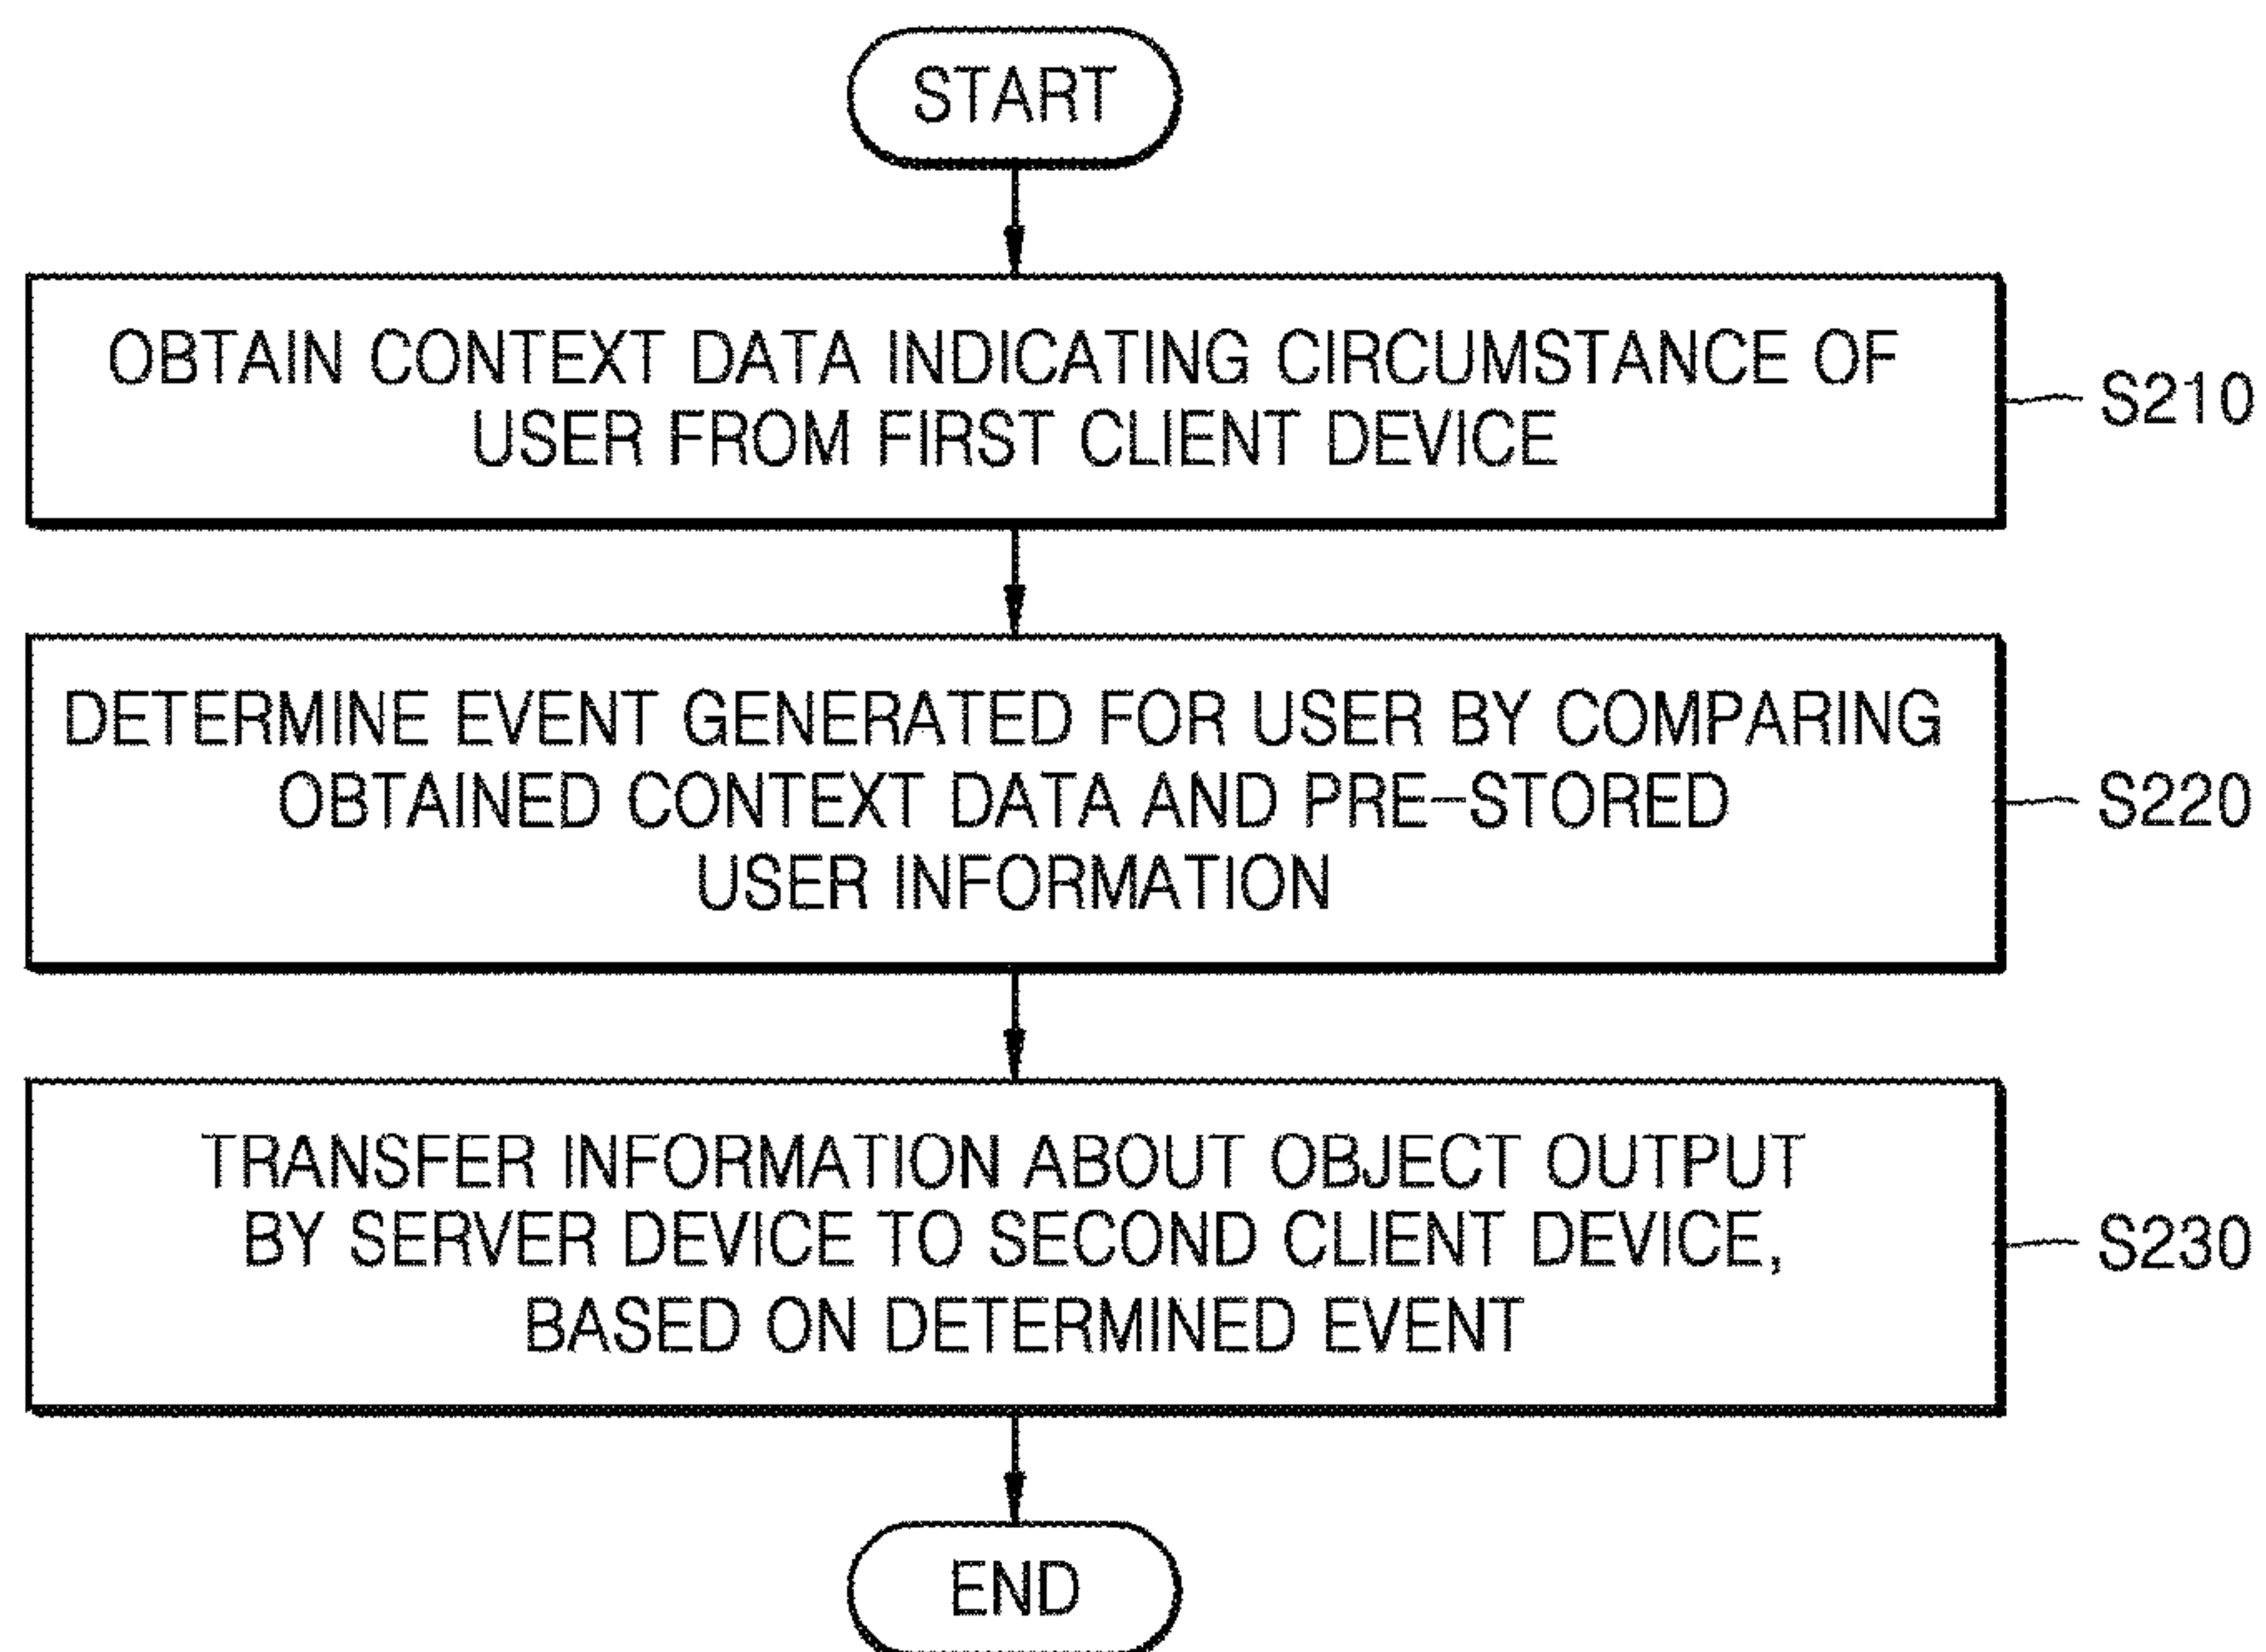 START
OBTAIN CONTEXT DATA INDICATING CIRCUMSTANCE OF
USER FROM FIRST CLIENT DEVICE
S210
DETERMINE EVENT GENERATED FOR USER BY COMPARING
OBTAINED CONTEXT DATA AND PRE-STORED
USER INFORMATION
S220
TRANSFER INFORMATION ABOUT OBJECT OUTPUT
BY SERVER DEVICE TO SECOND CLIENT DEVICE,
BASED ON DETERMINED EVENT
S230
END